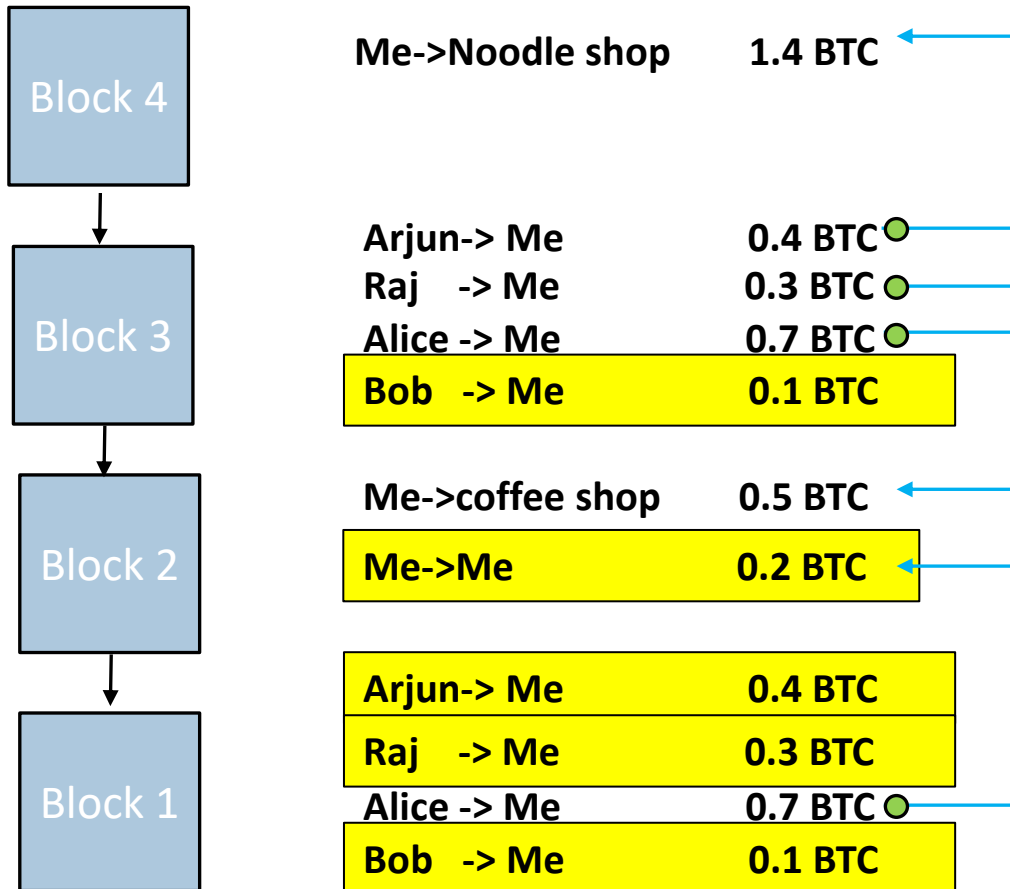 Block 4
Me->Noodle shop 1.4 BTC
Block 3
Arjun-> Me 0.4 BTC
Raj -> Me 0.3 BTC
Alice -> Me 0.7 BTC
Bob -> Me 0.1 BTC
Block 2
Me->coffee shop 0.5 BTC
Me->Me 0.2 BTC
Block 1
Arjun-> Me 0.4 BTC
Raj -> Me 0.3 BTC
Alice -> Me 0.7 BTC
Bob -> Me 0.1 BTC